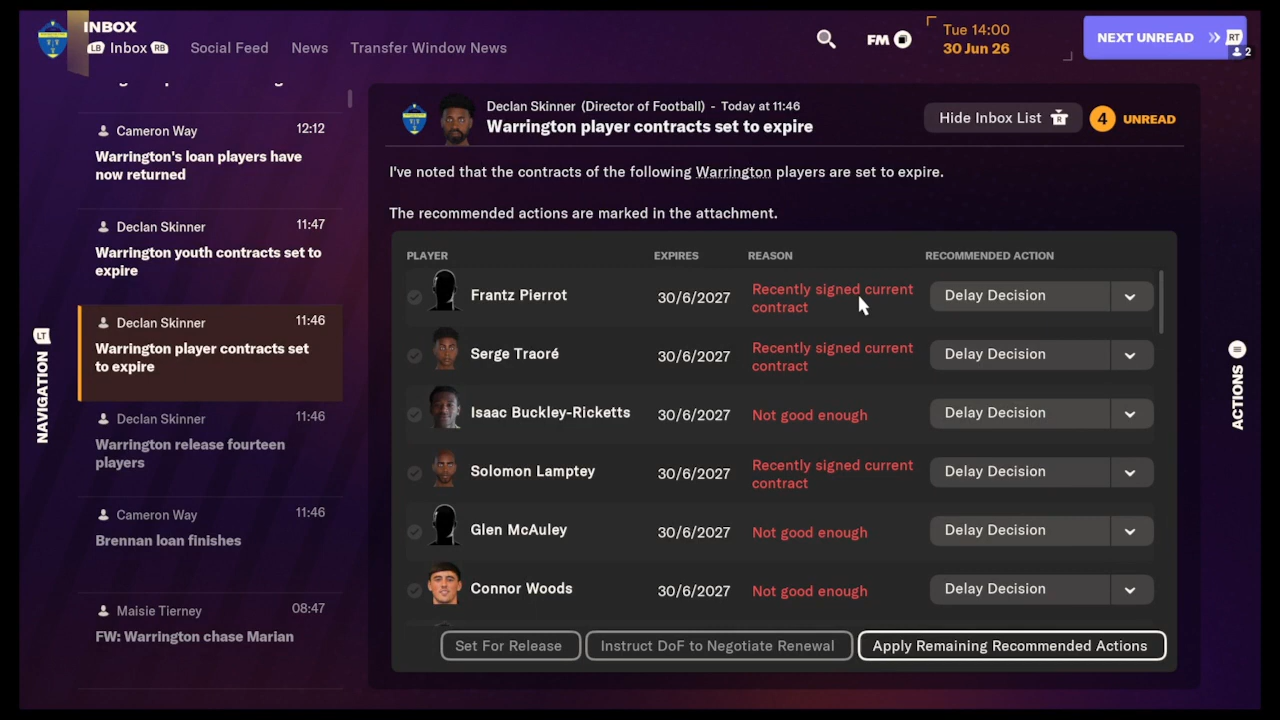 INBOX
LB Inbox RB
Social Feed
News
Transfer Window News
FM
Tue 14:00
30 Jun 26
NEXT UNREAD
RT
2
Cameron Way
12:12
Warrington's loan players have
now returned
Declan Skinner
11:47
Warrington youth contracts set to
expire
Declan Skinner
11:46
Warrington player contracts set
to expire
Declan Skinner
11:46
Warrington release fourteen
players
Cameron Way
11:46
Brennan loan finishes
Maisie Tierney
08:47
FW: Warrington chase Marian
LT
NAVIGATION
Declan Skinner (Director of Football) - Today at 11:46
Warrington player contracts set to expire
Hide Inbox List
R
4
UNREAD
I've noted that the contracts of the following Warrington players are set to expire.
The recommended actions are marked in the attachment.
PLAYER
EXPIRES
REASON
RECOMMENDED ACTION
Frantz Pierrot
30/6/2027
Recently signed current
contract
Delay Decision
Serge Traoré
30/6/2027
Recently signed current
contract
Delay Decision
Isaac Buckley-Ricketts
30/6/2027
Not good enough
Delay Decision
Solomon Lamptey
30/6/2027
Recently signed current
contract
Delay Decision
Glen McAuley
30/6/2027
Not good enough
Delay Decision
Connor Woods
30/6/2027
Not good enough
Delay Decision
Set For Release
Instruct DoF to Negotiate Renewal
Apply Remaining Recommended Actions
ACTIONS